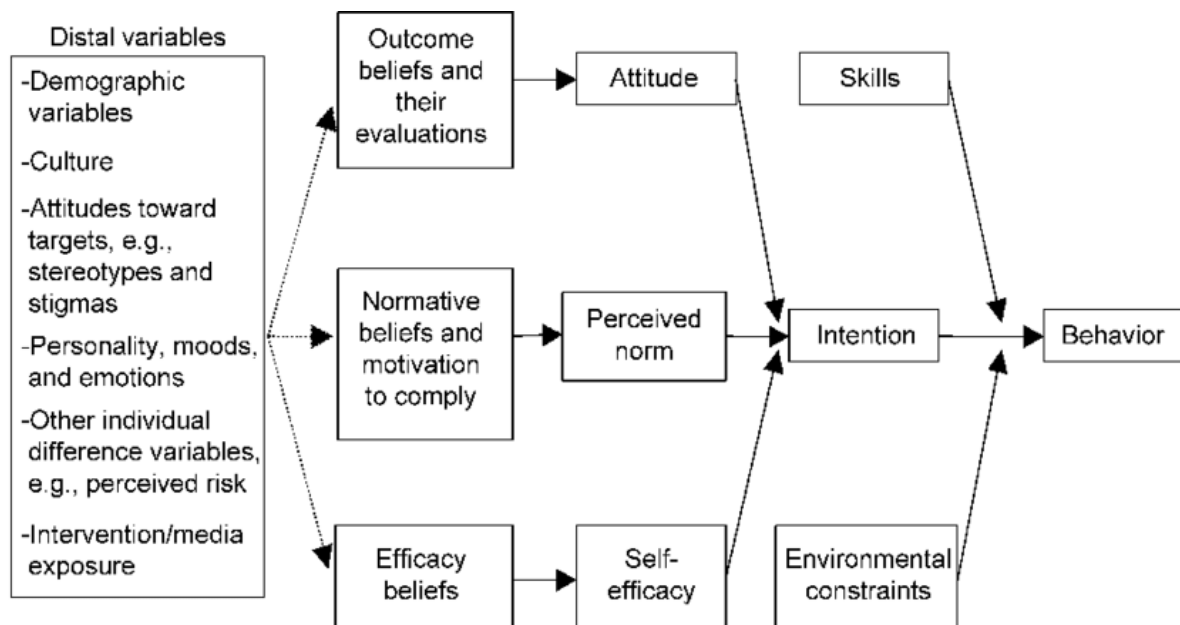 Distal variables
-Demographic
variables
-Culture
-Attitudes toward
targets, e.g.,
stereotypes and
stigmas
-Personality, moods,
and emotions
-Other individual
difference variables,
e.g., perceived risk
-Intervention/media
exposure
Outcome
beliefs and
their
evaluations
Attitude
Skills
Normative
beliefs and
motivation
to comply
Perceived
norm
Intention
Behavior
Efficacy
beliefs
Self-
efficacy
Environmental
constraints